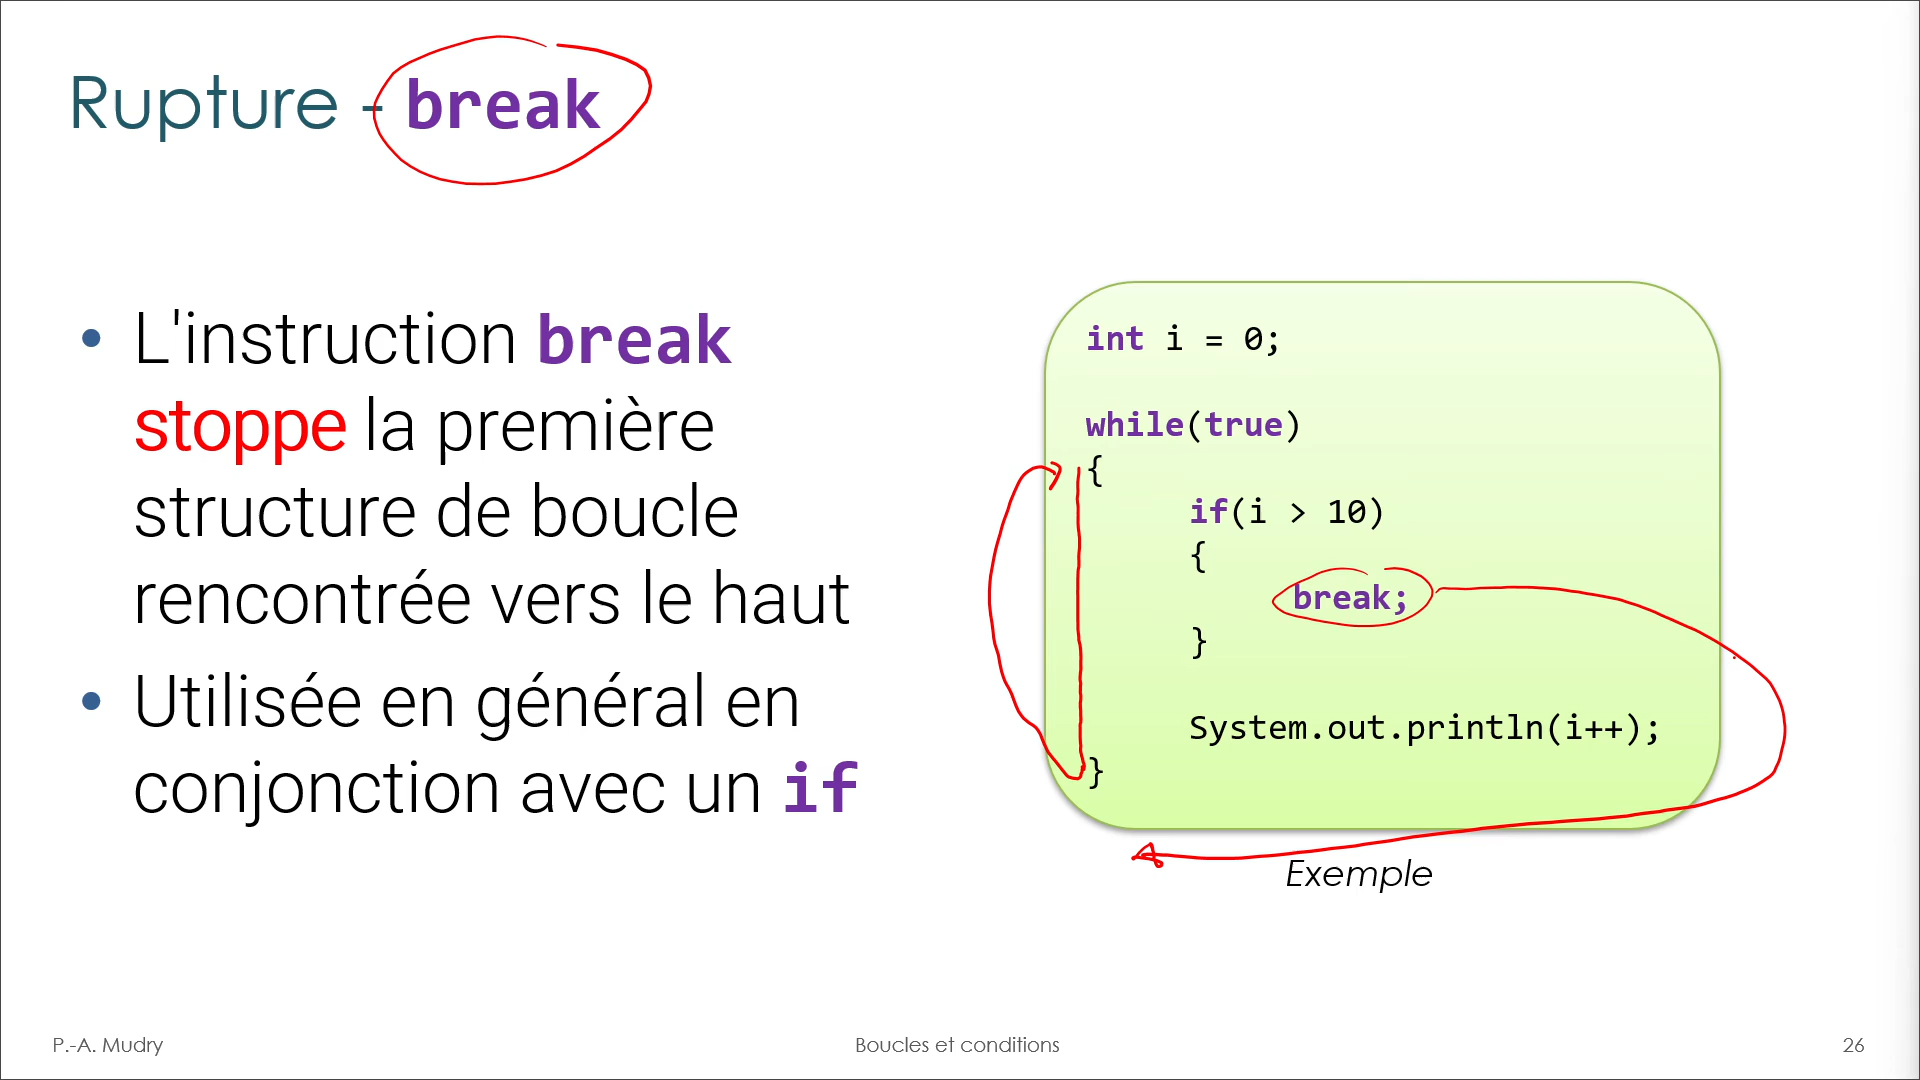 Rupture - break
• L'instruction break
stoppe la première
structure de boucle
rencontrée vers le haut
• Utilisée en général en
conjonction avec un if
int i = 0;
while(true)
{
if(i > 10)
{
break;
}
System.out.println(i++);
}
Exemple
P.-A. Mudry
Boucles et conditions
26